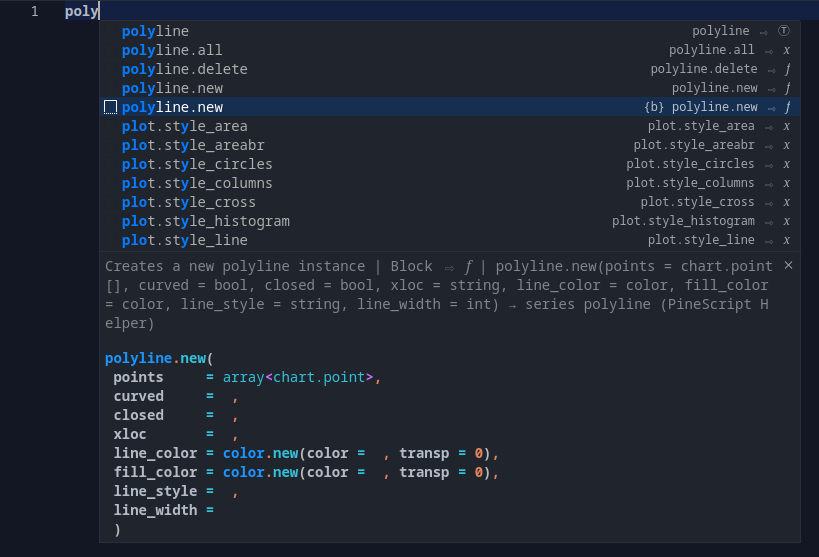 1 poly
polyline polyline ⇾ Ⓣ
polyline.all polyline.all ⇾ x
polyline.delete polyline.delete ⇾ ƒ
polyline.new polyline.new ⇾ ƒ
polyline.new {b} polyline.new ⇾ ƒ
plot.style_area plot.style_area ⇾ x
plot.style_areabr plot.style_areabr ⇾ x
plot.style_circles plot.style_circles ⇾ x
plot.style_columns plot.style_columns ⇾ x
plot.style_cross plot.style_cross ⇾ x
plot.style_histogram plot.style_histogram ⇾ x
plot.style_line plot.style_line ⇾ x
Creates a new polyline instance | Block ⇨ ƒ | polyline.new(points = chart.point
[], curved = bool, closed = bool, xloc = string, line_color = color, fill_color
= color, line_style = string, line_width = int) → series polyline (PineScript H
elper)
polyline.new(
points = array<chart.point>,
curved = ,
closed = ,
xloc = ,
line_color = color.new(color = , transp = 0),
fill_color = color.new(color = , transp = 0),
line_style = ,
line_width =
)